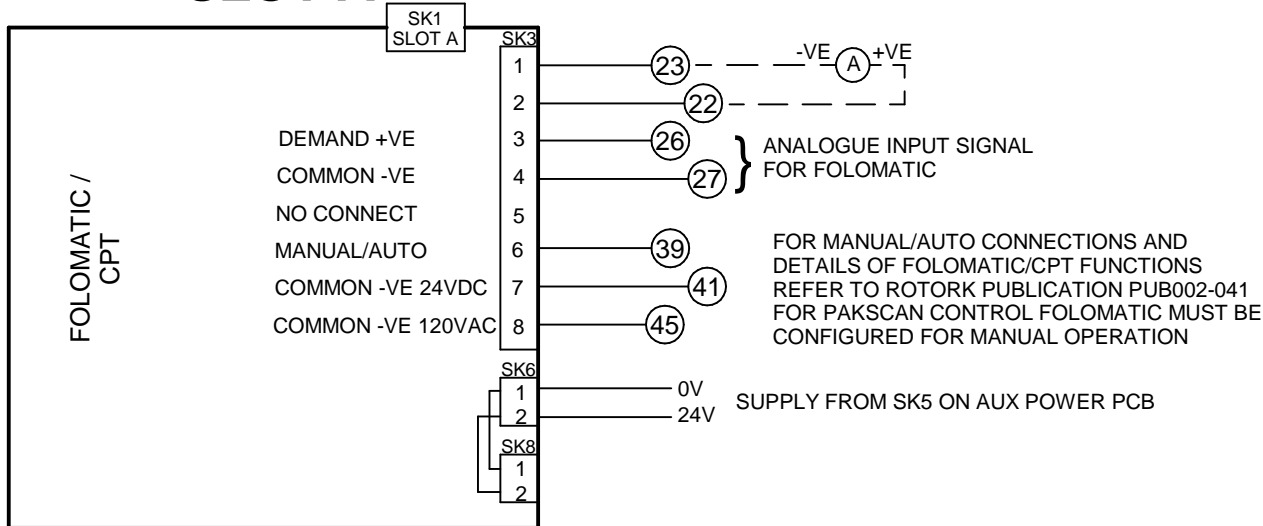 SK1
SLOT A
SK3
1
23
-VE
A
+VE
2
22
DEMAND +VE
3
26
ANALOGUE INPUT SIGNAL
FOR FOLOMATIC
COMMON -VE
4
27
NO CONNECT
5
MANUAL/AUTO
6
39
COMMON -VE 24VDC
7
41
COMMON -VE 120VAC
8
45
FOR MANUAL/AUTO CONNECTIONS AND
DETAILS OF FOLOMATIC/CPT FUNCTIONS
REFER TO ROTORK PUBLICATION PUB002-041
FOR PAKSCAN CONTROL FOLOMATIC MUST BE
CONFIGURED FOR MANUAL OPERATION
FOLOMATIC /
CPT
SK6
1
0V
2
24V
SUPPLY FROM SK5 ON AUX POWER PCB
SK8
1
2